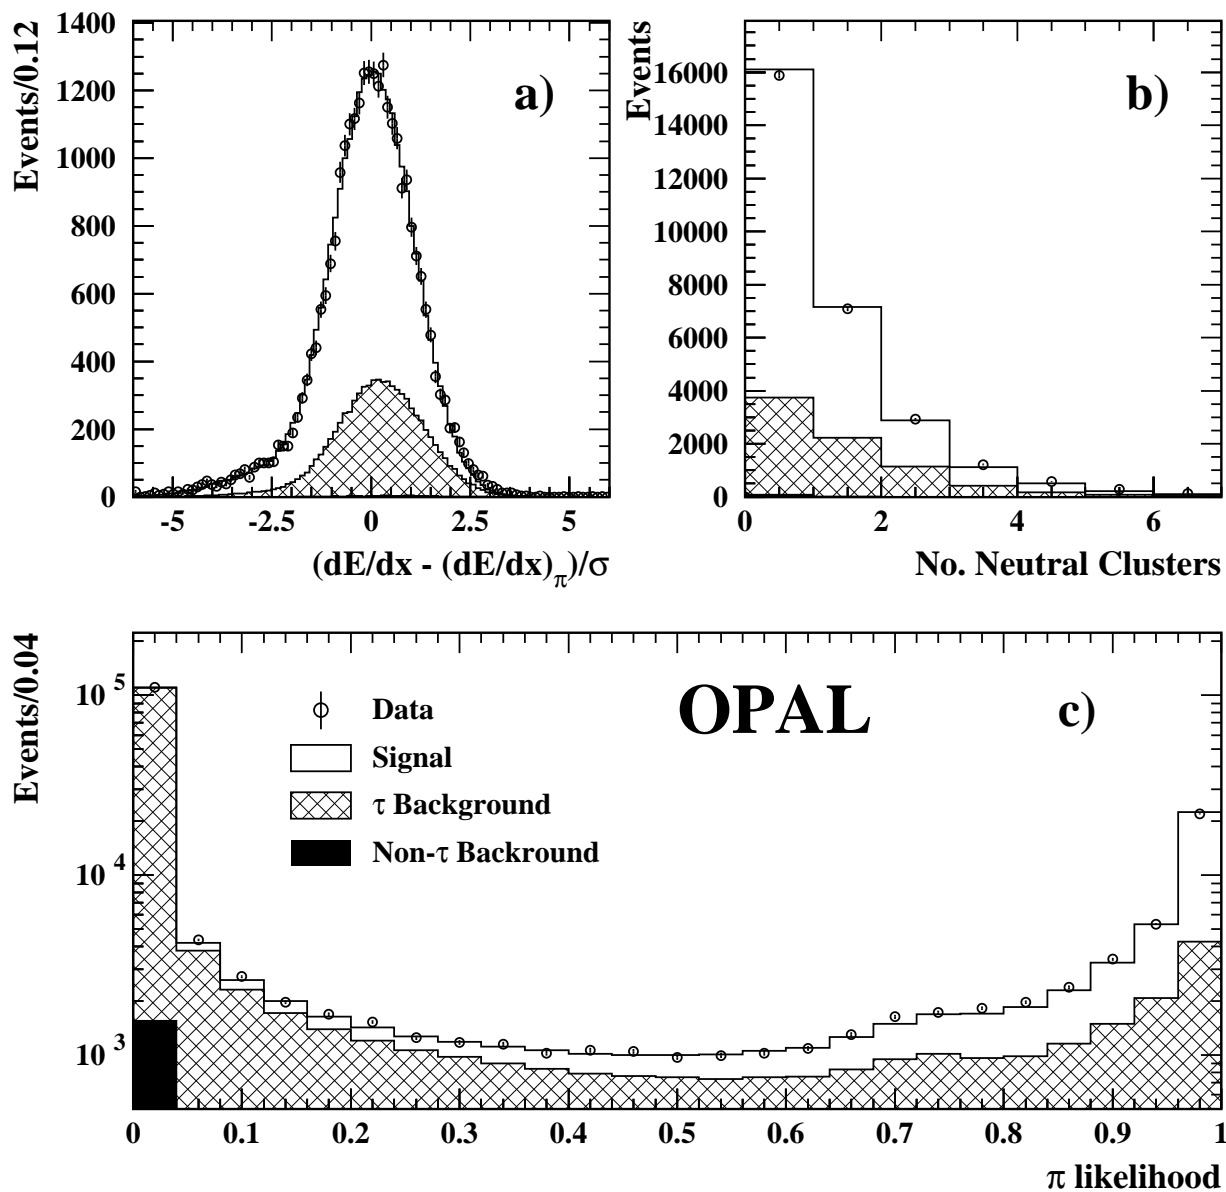 Events/0.12
1400
1200
1000
800
600
400
200
0
a)
-5 -2.5 0 2.5 5
(dE/dx - (dE/dx)π)/σ
Events
16000
14000
12000
10000
8000
6000
4000
2000
0
b)
0 2 4 6
No. Neutral Clusters
Events/0.04
10 5
10 4
10 3
Data
Signal
τ Background
Non-τ Backround
OPAL
c)
0 0.1 0.2 0.3 0.4 0.5 0.6 0.7 0.8 0.9 1
π likelihood